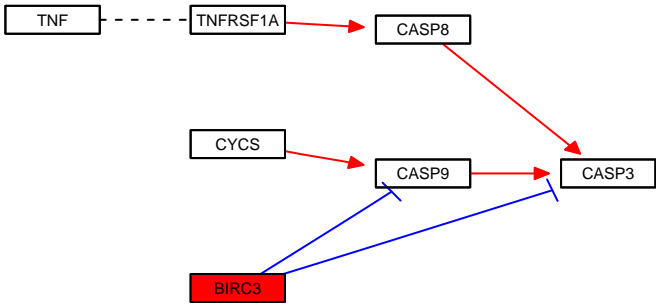 TNF
TNFRSF1A
CASP8
CYCS
CASP9
CASP3
BIRC3